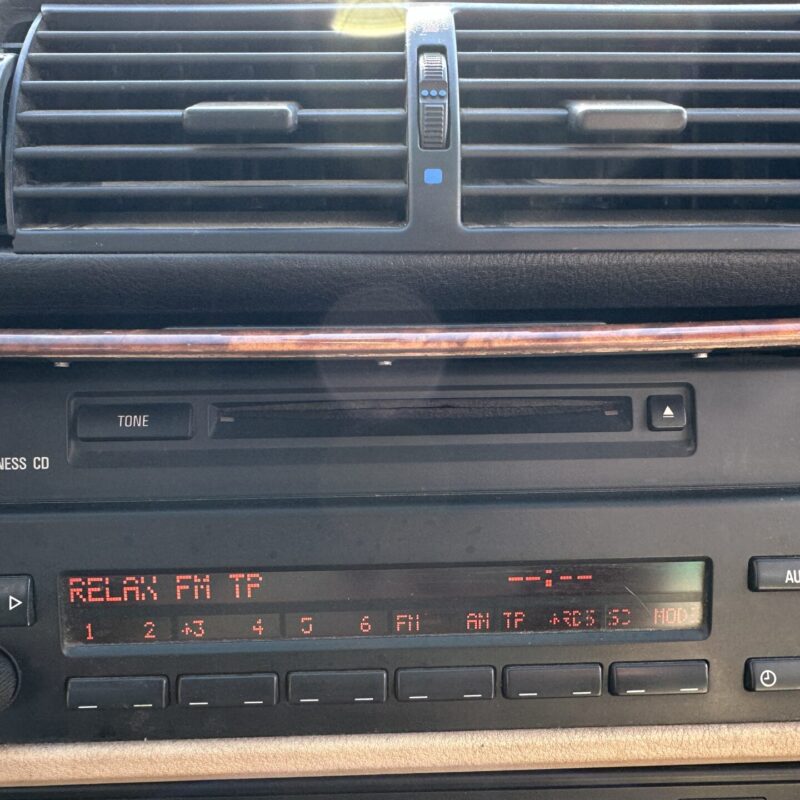 TONE
NESS CD
RELAX FM TP --:--
1 2 +3 4 5 6 FM AM TP +RDS SC MOD
AU